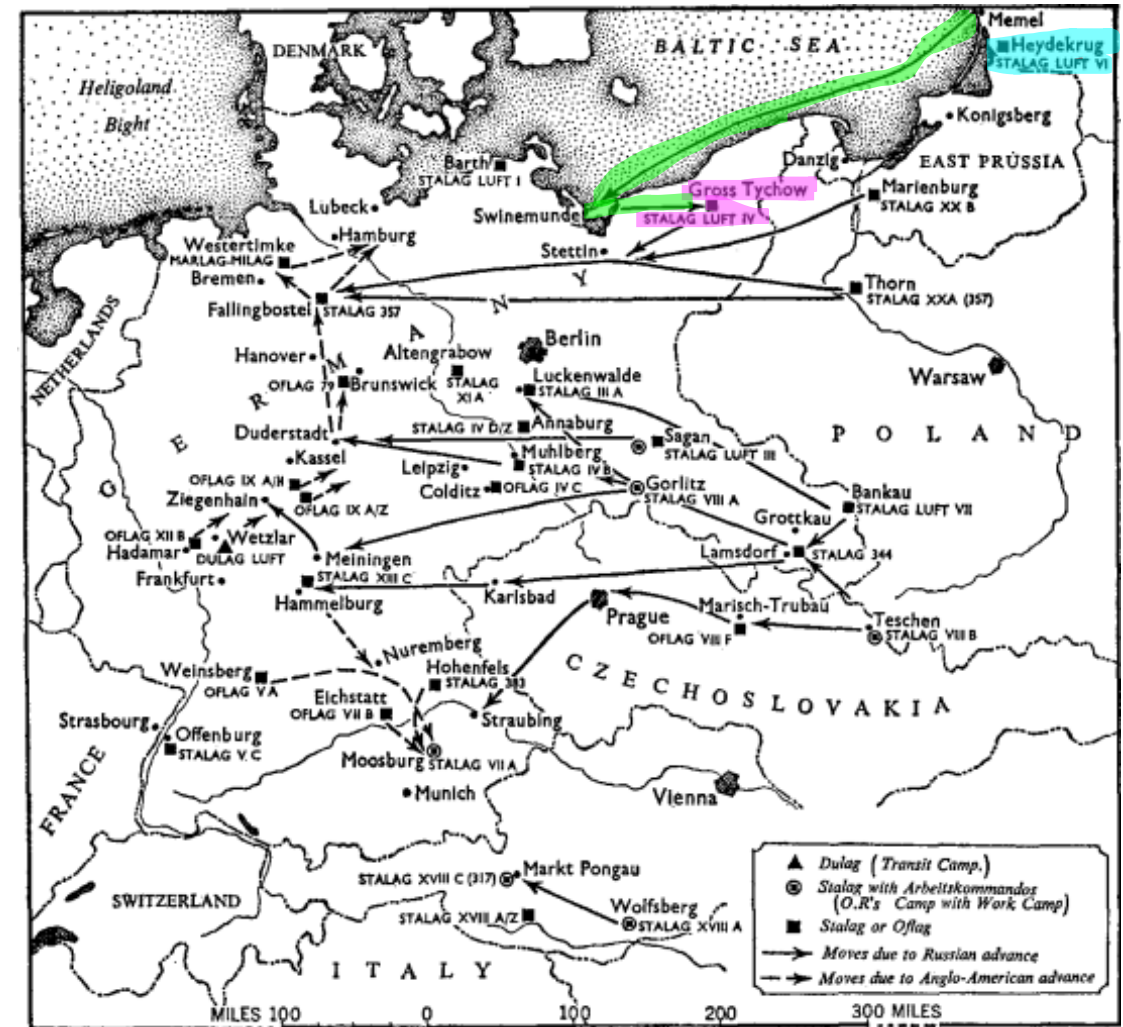 Memel
Heydekrug
STALAG LUFT VI
BALTIC SEA
DENMARK
Heligoland
Bight
Konigsberg
Danzig
EAST PRUSSIA
Barth
STALAG LUFT I
Marienburg
STALAG XX B
Gross Tychow
STALAG LUFT IV
Lubeck
Swinemunde
Hamburg
Westertimke
MARLAG-MILAG
Stettin
Bremen
Thorn
STALAG XXA (357)
Fallingbostel STALAG 357
NETHERLANDS
GERMANY
Berlin
Hanover
Altengrabow
STALAG
XI A
OFLAG 79 Brunswick
Luckenwalde
STALAG III A
Warsaw
POLAND
STALAG IV D/Z Annaburg
Duderstadt
Sagan
STALAG LUFT III
Kassel
Muhlberg
STALAG IV B
Leipzig
Colditz OFLAG IV C
OFLAG IX A/H
Gorlitz
STALAG VIII A
Ziegenhain
OFLAG IX A/Z
Bankau
STALAG LUFT VII
Grottkau
OFLAG XII B
Wetzlar
Hadamar
DULAG LUFT
Lamsdorf
STALAG 344
Meiningen
STALAG XIII C
Frankfurt
Hammelburg
Karlsbad
Prague
Marisch-Trubau
OFLAG VIII F
Teschen
STALAG VIII B
Nuremberg
CZECHOSLOVAKIA
Weinsberg
OFLAG V A
Hohenfels
STALAG 383
Eichstatt
OFLAG VII B
Straubing
Strasbourg
Offenburg
STALAG V. C
FRANCE
Moosburg STALAG VII A
Munich
Vienna
SWITZERLAND
Markt Pongau
STALAG XVIII C (317)
Wolfsberg
STALAG XVIII A
STALAG XVIII A/Z
ITALY
Dulag (Transit Camp.)
Stalag with Arbeitskommandos
(O.R's Camp with Work Camp)
Stalag or Oflag
Moves due to Russian advance
Moves due to Anglo-American advance
MILES 100 0 100 200 300 MILES